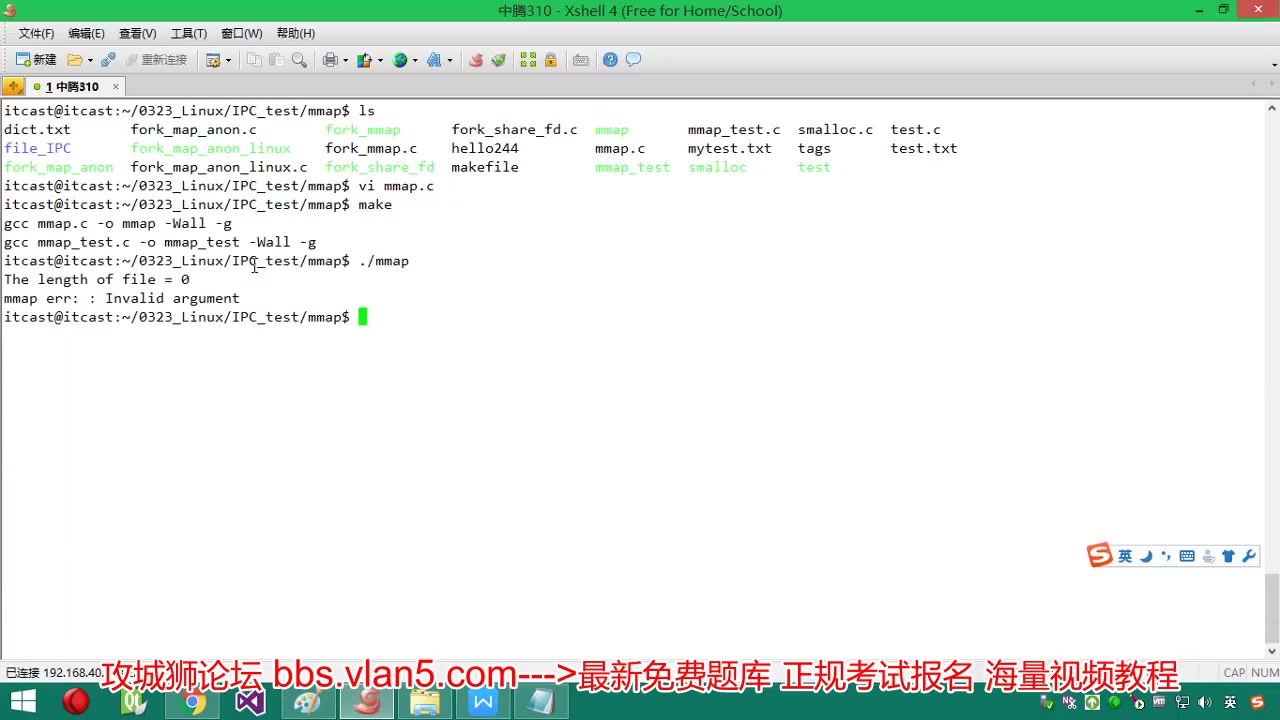 中腾310 - Xshell 4 (Free for Home/School)
文件(F) 编辑(E) 查看(V) 工具(T) 窗口(W) 帮助(H)
新建 重新连接
1 中腾310 ×
itcast@itcast:~/0323_Linux/IPC_test/mmap$ ls
dict.txt fork_map_anon.c fork_mmap fork_share_fd.c mmap mmap_test.c smalloc.c test.c
file_IPC fork_map_anon_linux fork_mmap.c hello244 mmap.c mytest.txt tags test.txt
fork_map_anon fork_map_anon_linux.c fork_share_fd makefile mmap_test smalloc test
itcast@itcast:~/0323_Linux/IPC_test/mmap$ vi mmap.c
itcast@itcast:~/0323_Linux/IPC_test/mmap$ make
gcc mmap.c -o mmap -Wall -g
gcc mmap_test.c -o mmap_test -Wall -g
itcast@itcast:~/0323_Linux/IPC_test/mmap$ ./mmap
The length of file = 0
mmap err: : Invalid argument
itcast@itcast:~/0323_Linux/IPC_test/mmap$
英
已连接 192.168.40 CAP NUM
攻城狮论坛 bbs.vlan5.com--->最新免费题库 正规考试报名 海量视频教程
英